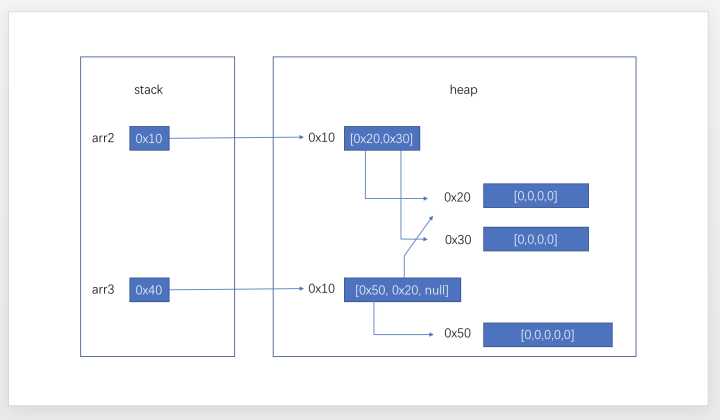 stack
heap
arr2
0x10
0x10
[0x20,0x30]
0x20
[0,0,0,0]
0x30
[0,0,0,0]
arr3
0x40
0x10
[0x50, 0x20, null]
0x50
[0,0,0,0,0]